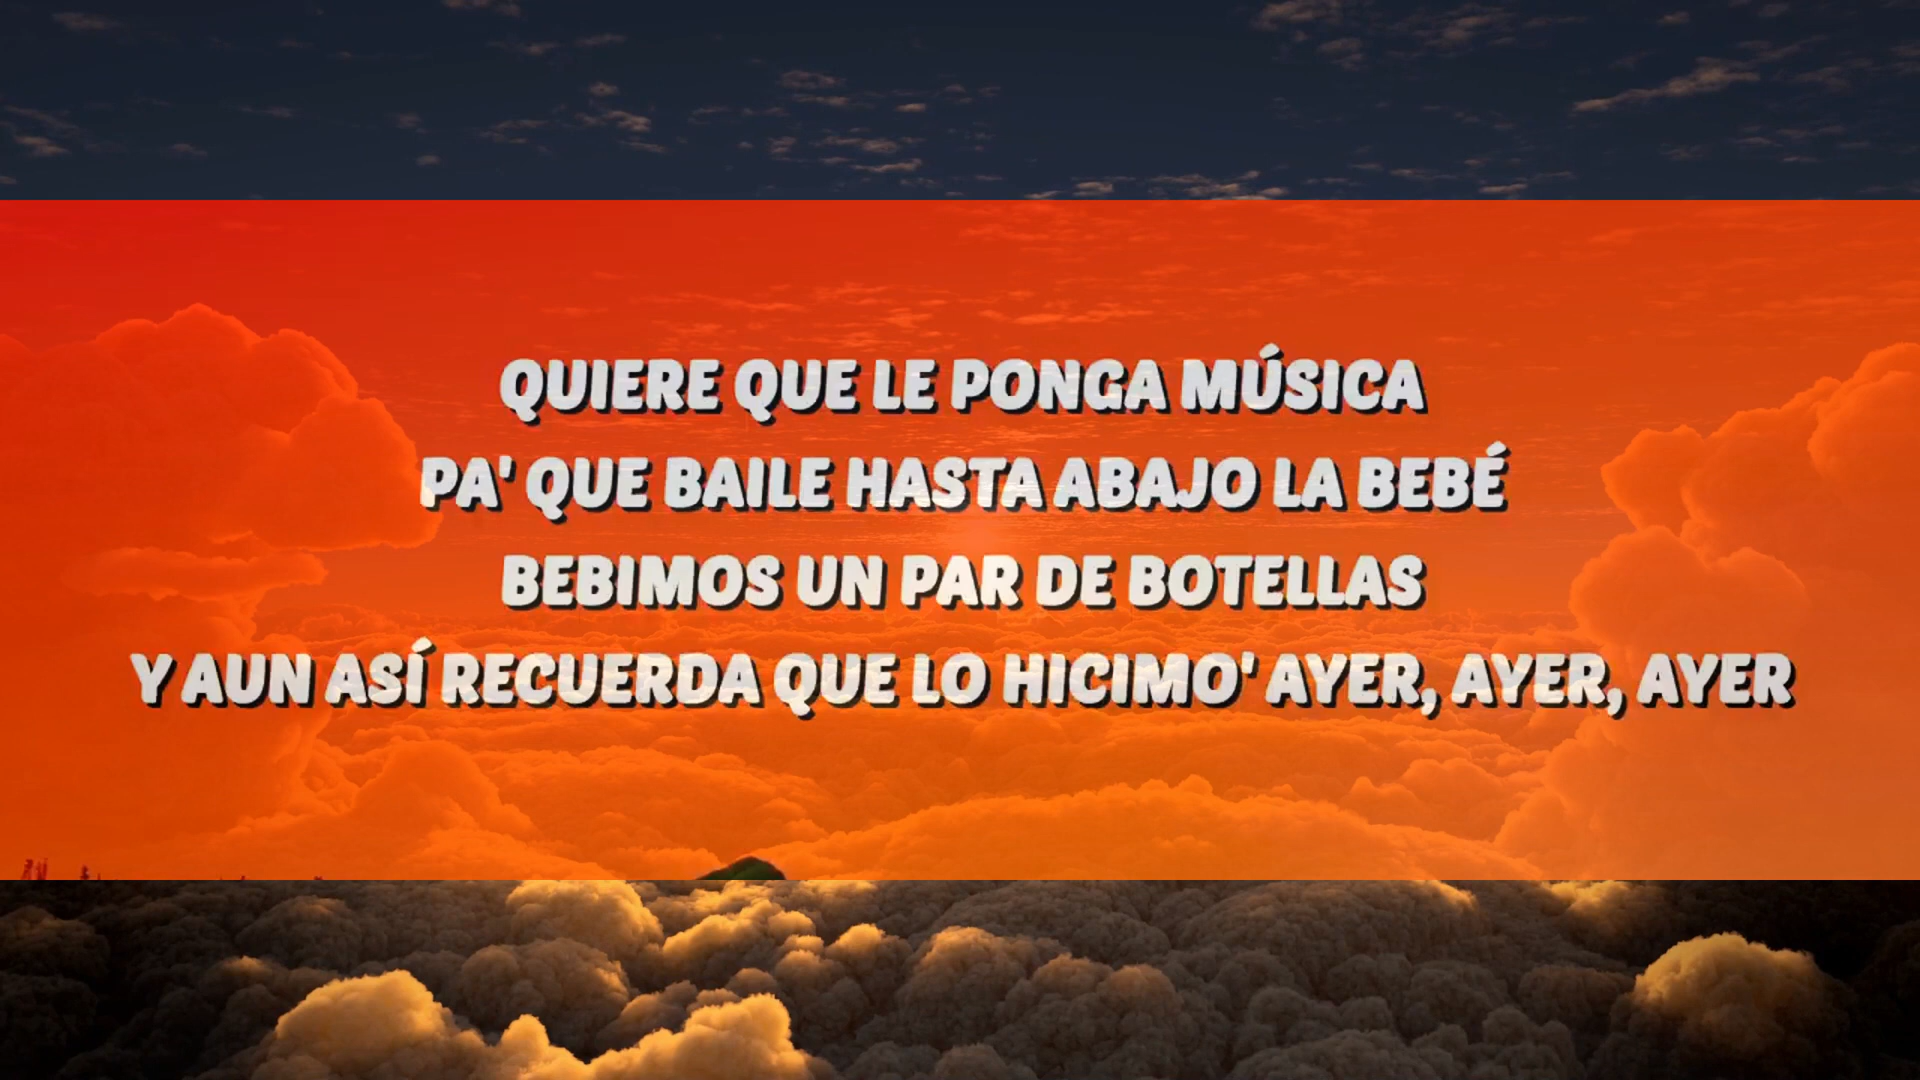 QUIERE QUE LE PONGA MÚSICA
PA' QUE BAILE HASTA ABAJO LA BEBÉ
BEBIMOS UN PAR DE BOTELLAS
Y AUN ASÍ RECUERDA QUE LO HICIMO' AYER, AYER, AYER